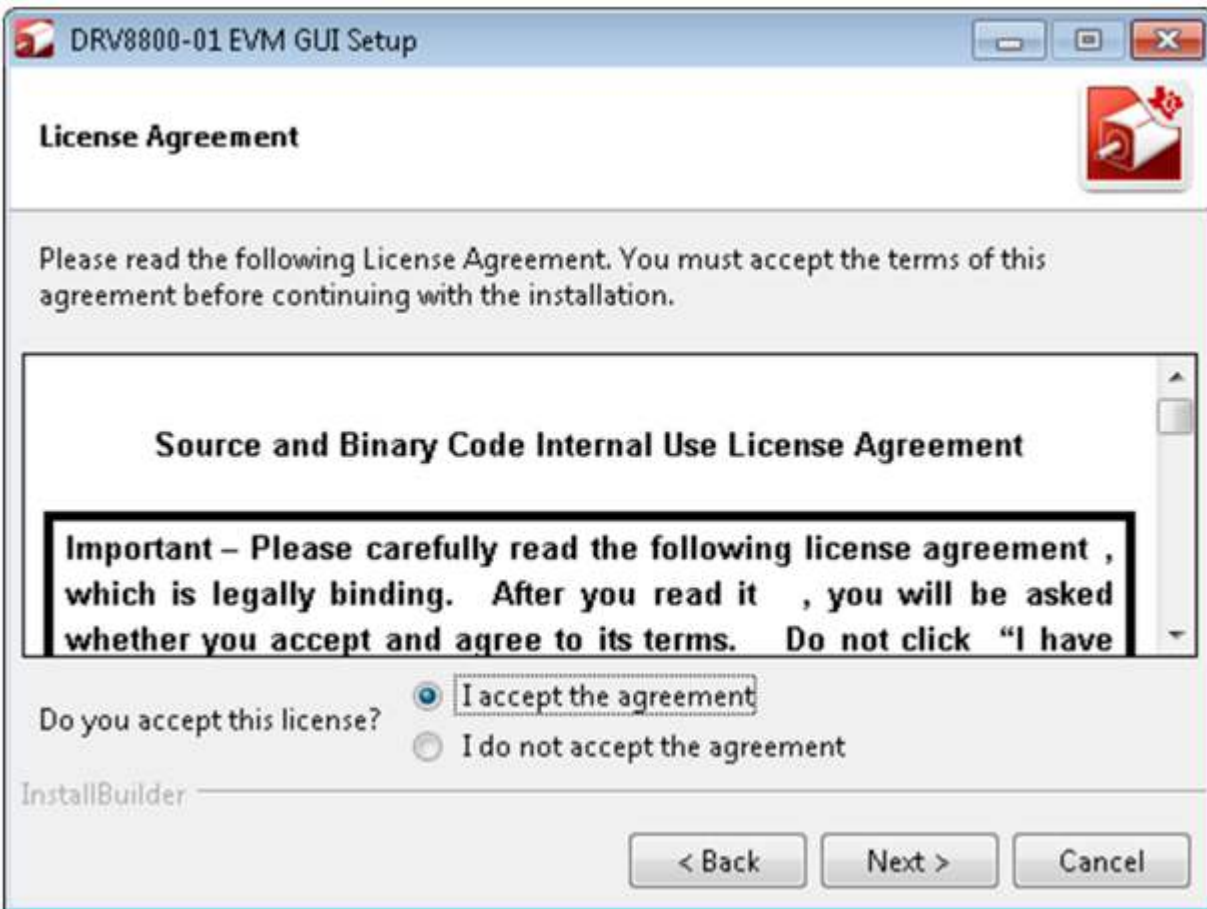 DRV8800-01 EVM GUI Setup
License Agreement
Please read the following License Agreement. You must accept the terms of this
agreement before continuing with the installation.
Source and Binary Code Internal Use License Agreement
Important – Please carefully read the following license agreement ,
which is legally binding. After you read it , you will be asked
whether you accept and agree to its terms. Do not click “I have
Do you accept this license?
I accept the agreement
I do not accept the agreement
InstallBuilder
< Back
Next >
Cancel